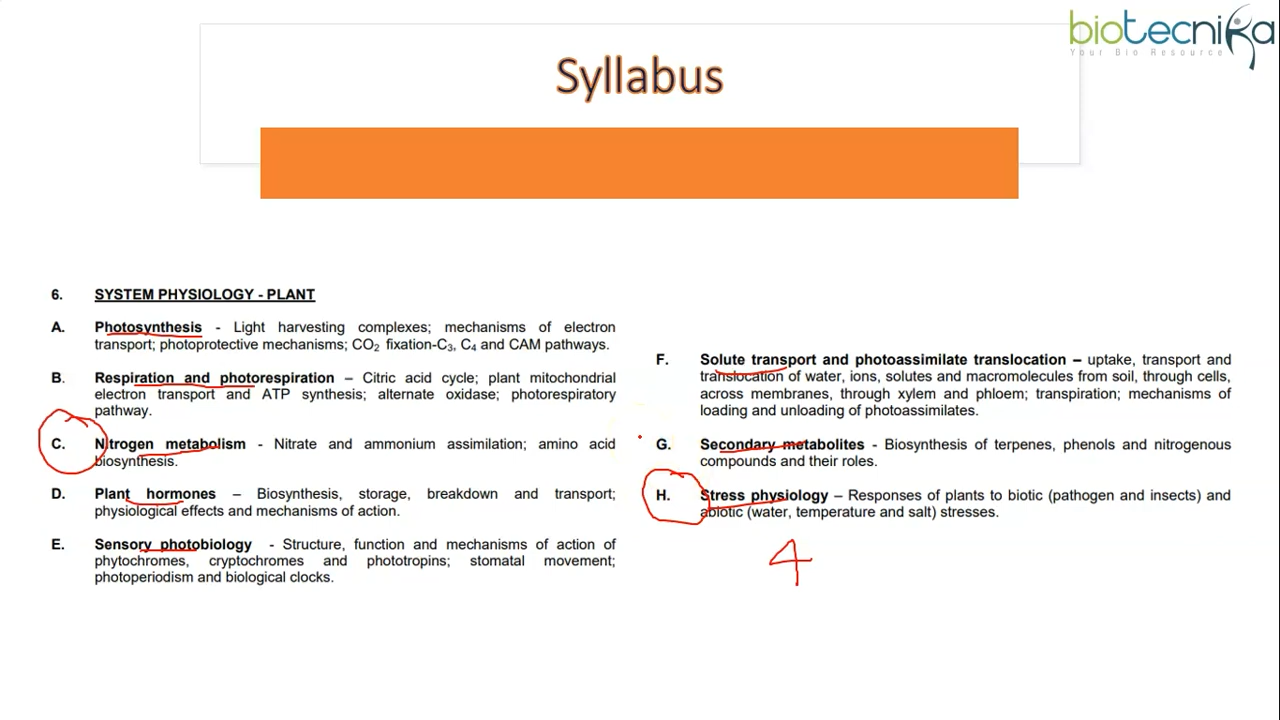 biotecnika
Your Bio Resource
Syllabus
6. SYSTEM PHYSIOLOGY - PLANT
A. Photosynthesis - Light harvesting complexes; mechanisms of electron
transport; photoprotective mechanisms; CO2 fixation-C3, C4 and CAM pathways.
B. Respiration and photorespiration – Citric acid cycle; plant mitochondrial
electron transport and ATP synthesis; alternate oxidase; photorespiratory
pathway.
C. Nitrogen metabolism - Nitrate and ammonium assimilation; amino acid
biosynthesis.
D. Plant hormones – Biosynthesis, storage, breakdown and transport;
physiological effects and mechanisms of action.
E. Sensory photobiology - Structure, function and mechanisms of action of
phytochromes, cryptochromes and phototropins; stomatal movement;
photoperiodism and biological clocks.
F. Solute transport and photoassimilate translocation – uptake, transport and
translocation of water, ions, solutes and macromolecules from soil, through cells,
across membranes, through xylem and phloem; transpiration; mechanisms of
loading and unloading of photoassimilates.
G. Secondary metabolites - Biosynthesis of terpenes, phenols and nitrogenous
compounds and their roles.
H. Stress physiology – Responses of plants to biotic (pathogen and insects) and
abiotic (water, temperature and salt) stresses.
4